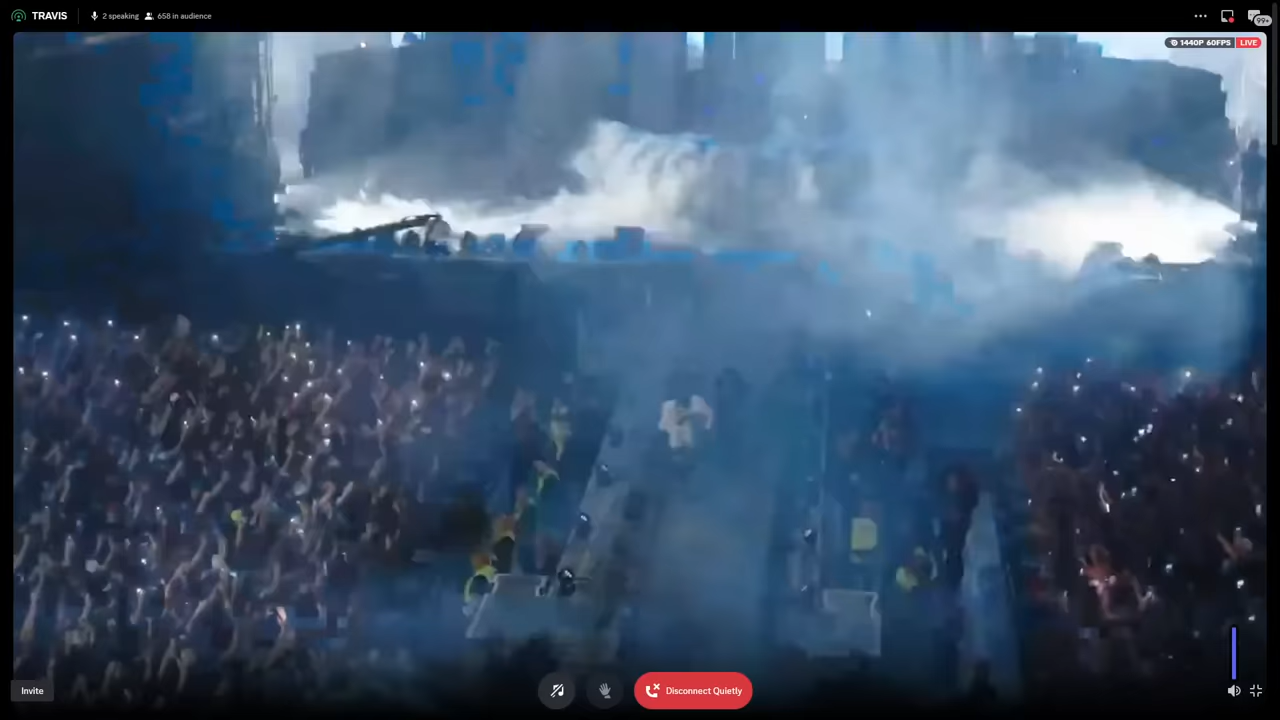 TRAVIS
2 speaking
658 in audience
99+
1440P 60FPS
LIVE
Invite
Disconnect Quietly